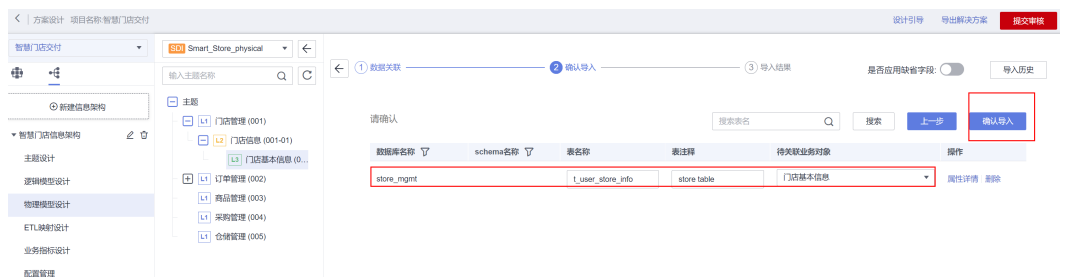 方案设计 项目名称:智慧门店交付 设计引导 导出解决方案 提交审核
智慧门店交付
新建信息架构
智慧门店信息架构
主题设计
逻辑模型设计
物理模型设计
ETL映射设计
业务指标设计
配置管理
SDI Smart_Store_physical
输入主题名称
主题
L1 门店管理 (001)
L2 门店信息 (001-01)
L3 门店基本信息 (0...
L1 订单管理 (002)
L1 商品管理 (003)
L1 采购管理 (004)
L1 仓储管理 (005)
1 数据关联 2 确认导入 3 导入结果 是否应用缺省字段: 导入历史
请确认 搜索表名 搜索 上一步 确认导入
数据库名称 schema名称 表名称 表注释 待关联业务对象 操作
store_mgmt t_user_store_info store table 门店基本信息 属性详情 删除